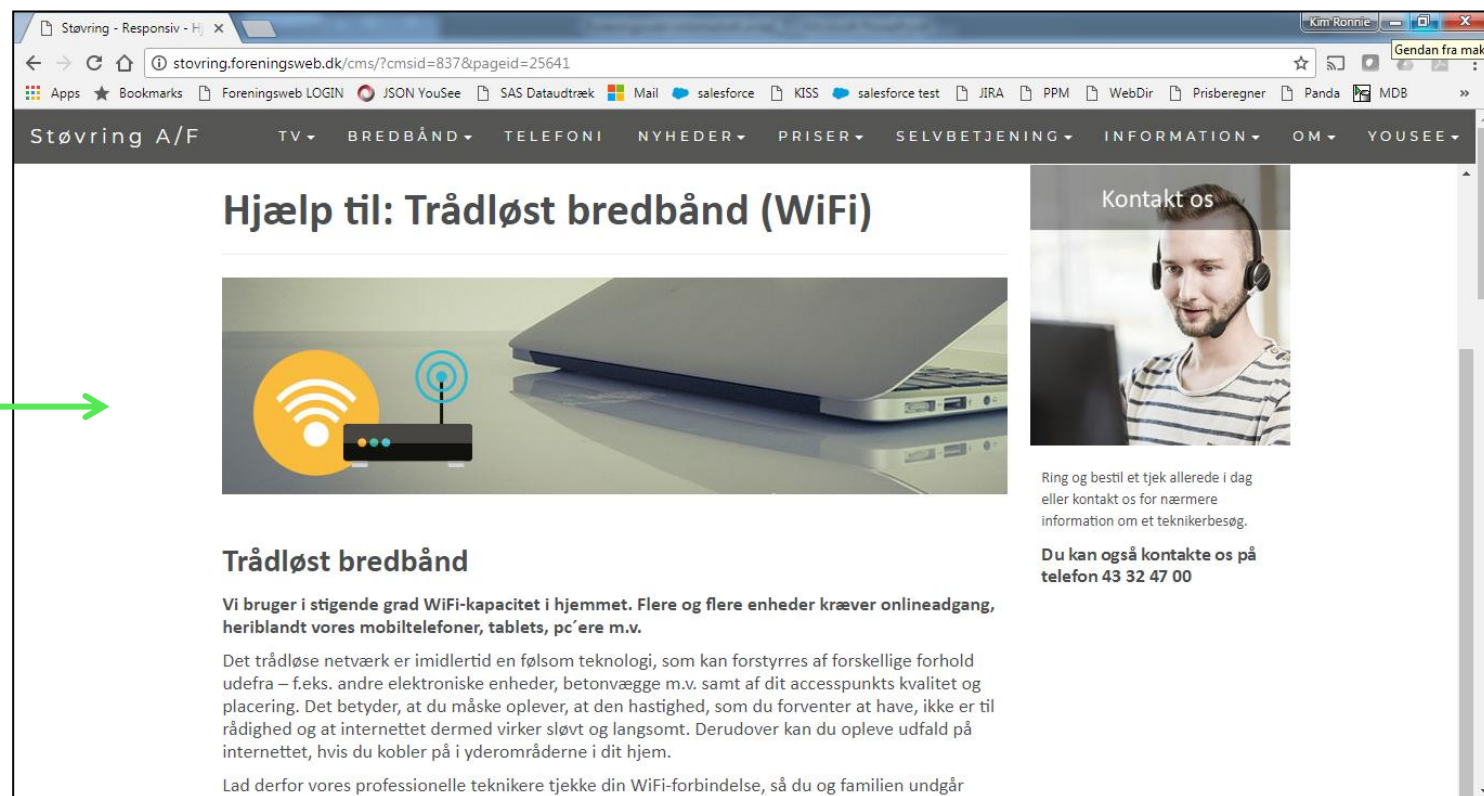 Støvring - Responsiv - Hj
Kim Ronnie
stovring.foreningsweb.dk/cms/?cmsid=837&pageid=25641
Gendan fra mak
Apps Bookmarks Foreningsweb LOGIN JSON YouSee SAS Dataudtræk Mail salesforce KISS salesforce test JIRA PPM WebDir Prisberegner Panda MDB »
Støvring A/F TV BREDBÅND TELEFONI NYHEDER PRISER SELVBETJENING INFORMATION OM YOUSEE
Hjælp til: Trådløst bredbånd (WiFi)
Trådløst bredbånd
Vi bruger i stigende grad WiFi-kapacitet i hjemmet. Flere og flere enheder kræver onlineadgang,
heriblandt vores mobiltelefoner, tablets, pc´ere m.v.
Det trådløse netværk er imidlertid en følsom teknologi, som kan forstyrres af forskellige forhold
udefra – f.eks. andre elektroniske enheder, betonvægge m.v. samt af dit accesspunkts kvalitet og
placering. Det betyder, at du måske oplever, at den hastighed, som du forventer at have, ikke er til
rådighed og at internettet dermed virker sløvt og langsomt. Derudover kan du opleve udfald på
internettet, hvis du kobler på i yderområderne i dit hjem.
Lad derfor vores professionelle teknikere tjekke din WiFi-forbindelse, så du og familien undgår
Kontakt os
Ring og bestil et tjek allerede i dag
eller kontakt os for nærmere
information om et teknikerbesøg.
Du kan også kontakte os på
telefon 43 32 47 00